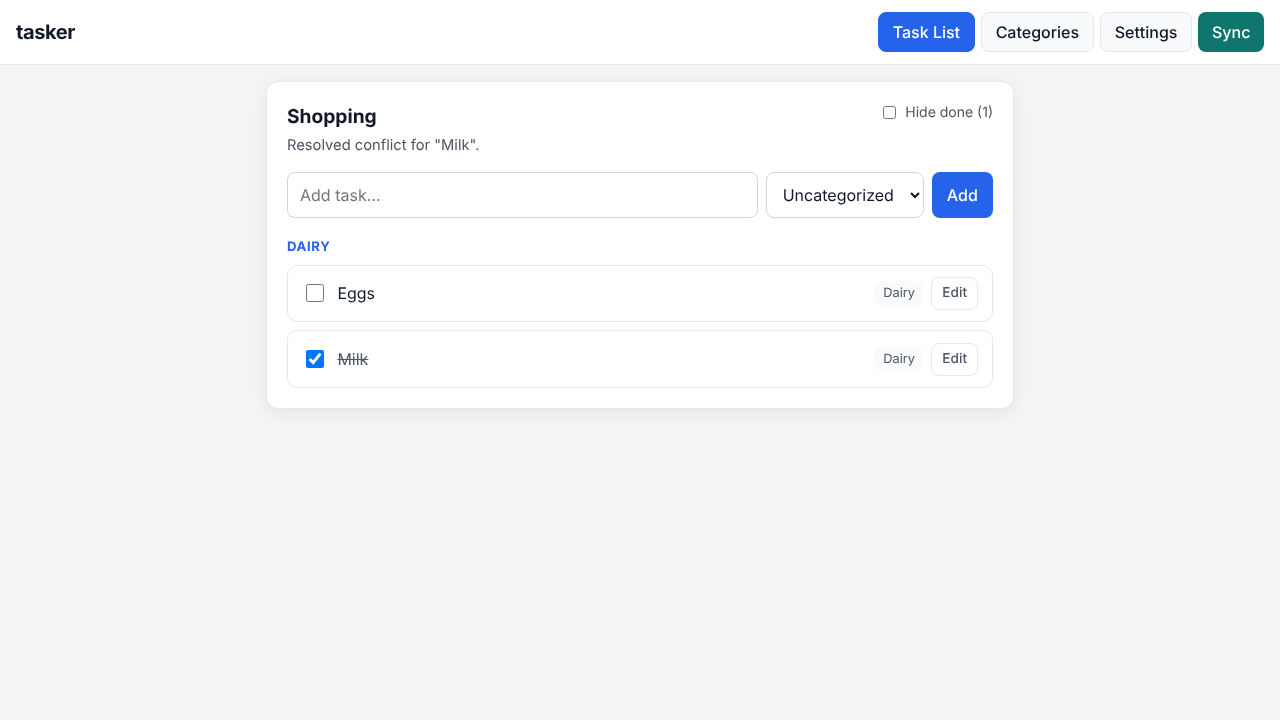 tasker
Task List Categories Settings Sync
Shopping
Hide done (1)
Resolved conflict for "Milk".
Add task... Uncategorized Add
DAIRY
Eggs Dairy Edit
Milk Dairy Edit